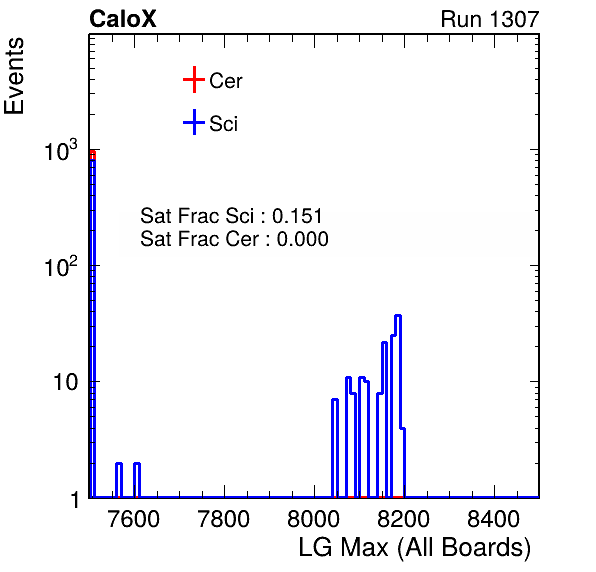 CaloX Run 1307
Events
Cer
Sci
Sat Frac Sci : 0.151
Sat Frac Cer : 0.000
10³
10²
10
1
7600 7800 8000 8200 8400
LG Max (All Boards)